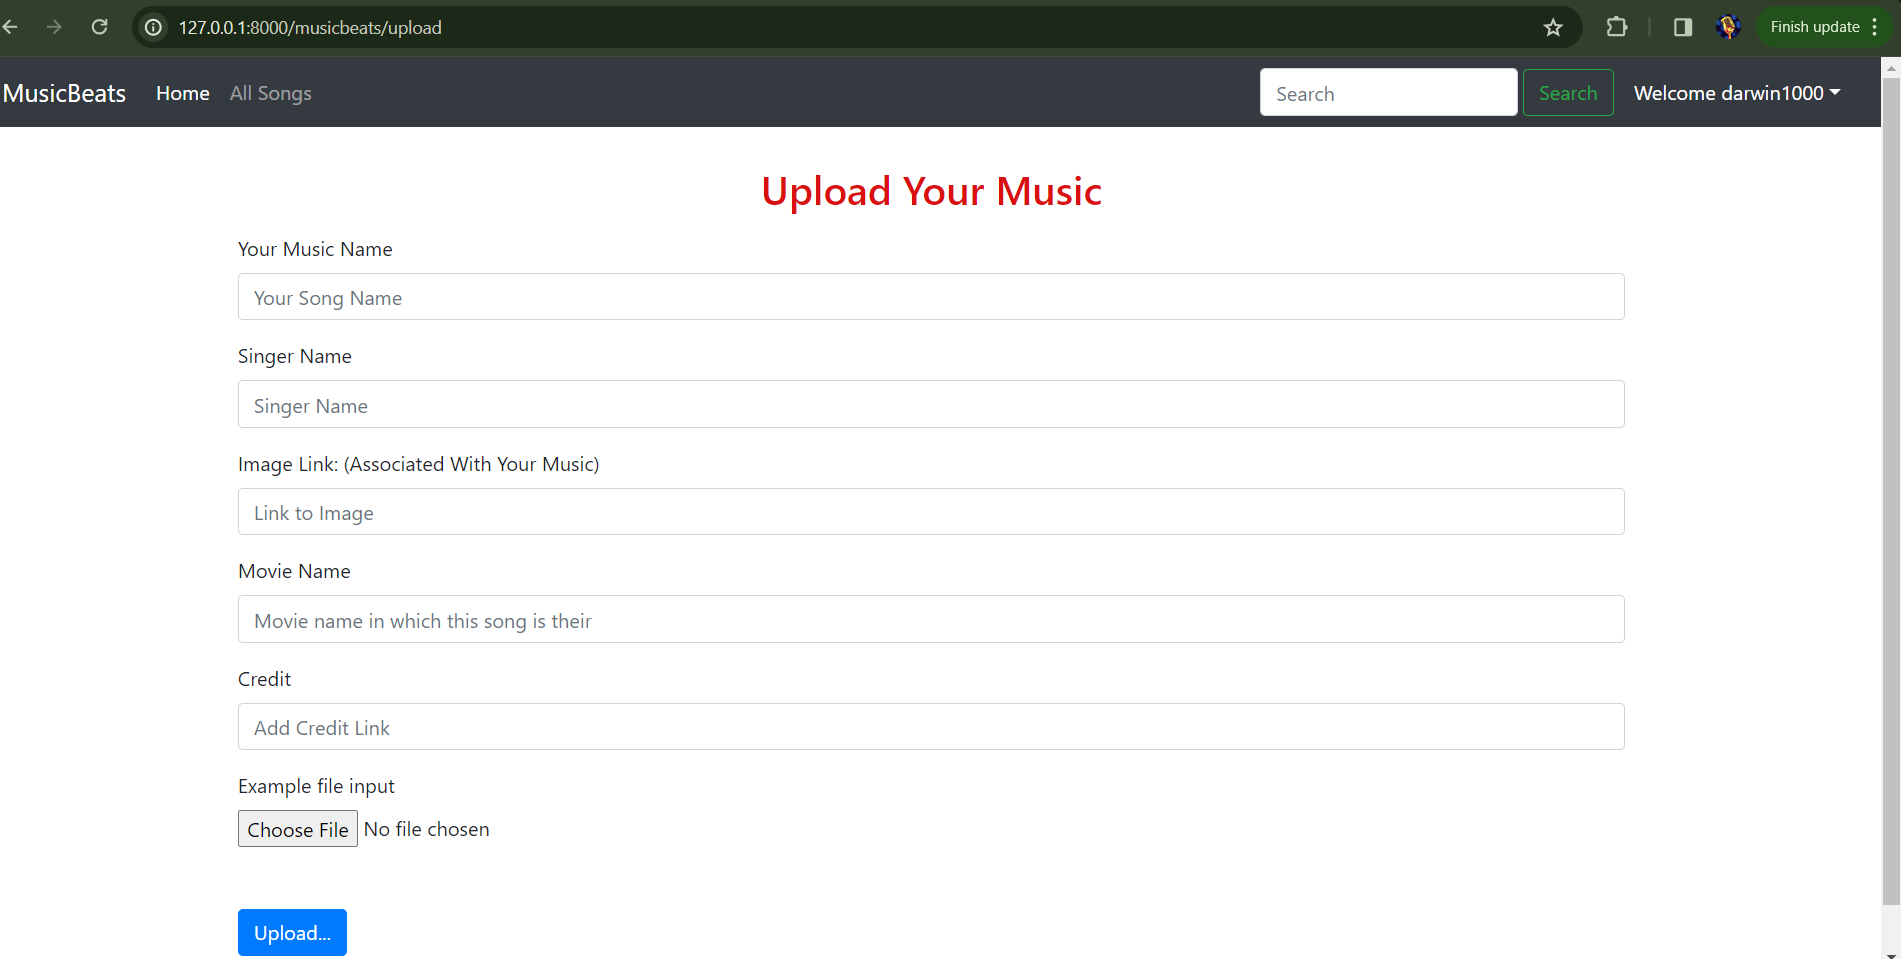 127.0.0.1:8000/musicbeats/upload
Finish update
MusicBeats Home All Songs Search Search Welcome darwin1000
Upload Your Music
Your Music Name
Your Song Name
Singer Name
Singer Name
Image Link: (Associated With Your Music)
Link to Image
Movie Name
Movie name in which this song is their
Credit
Add Credit Link
Example file input
Choose File No file chosen
Upload...